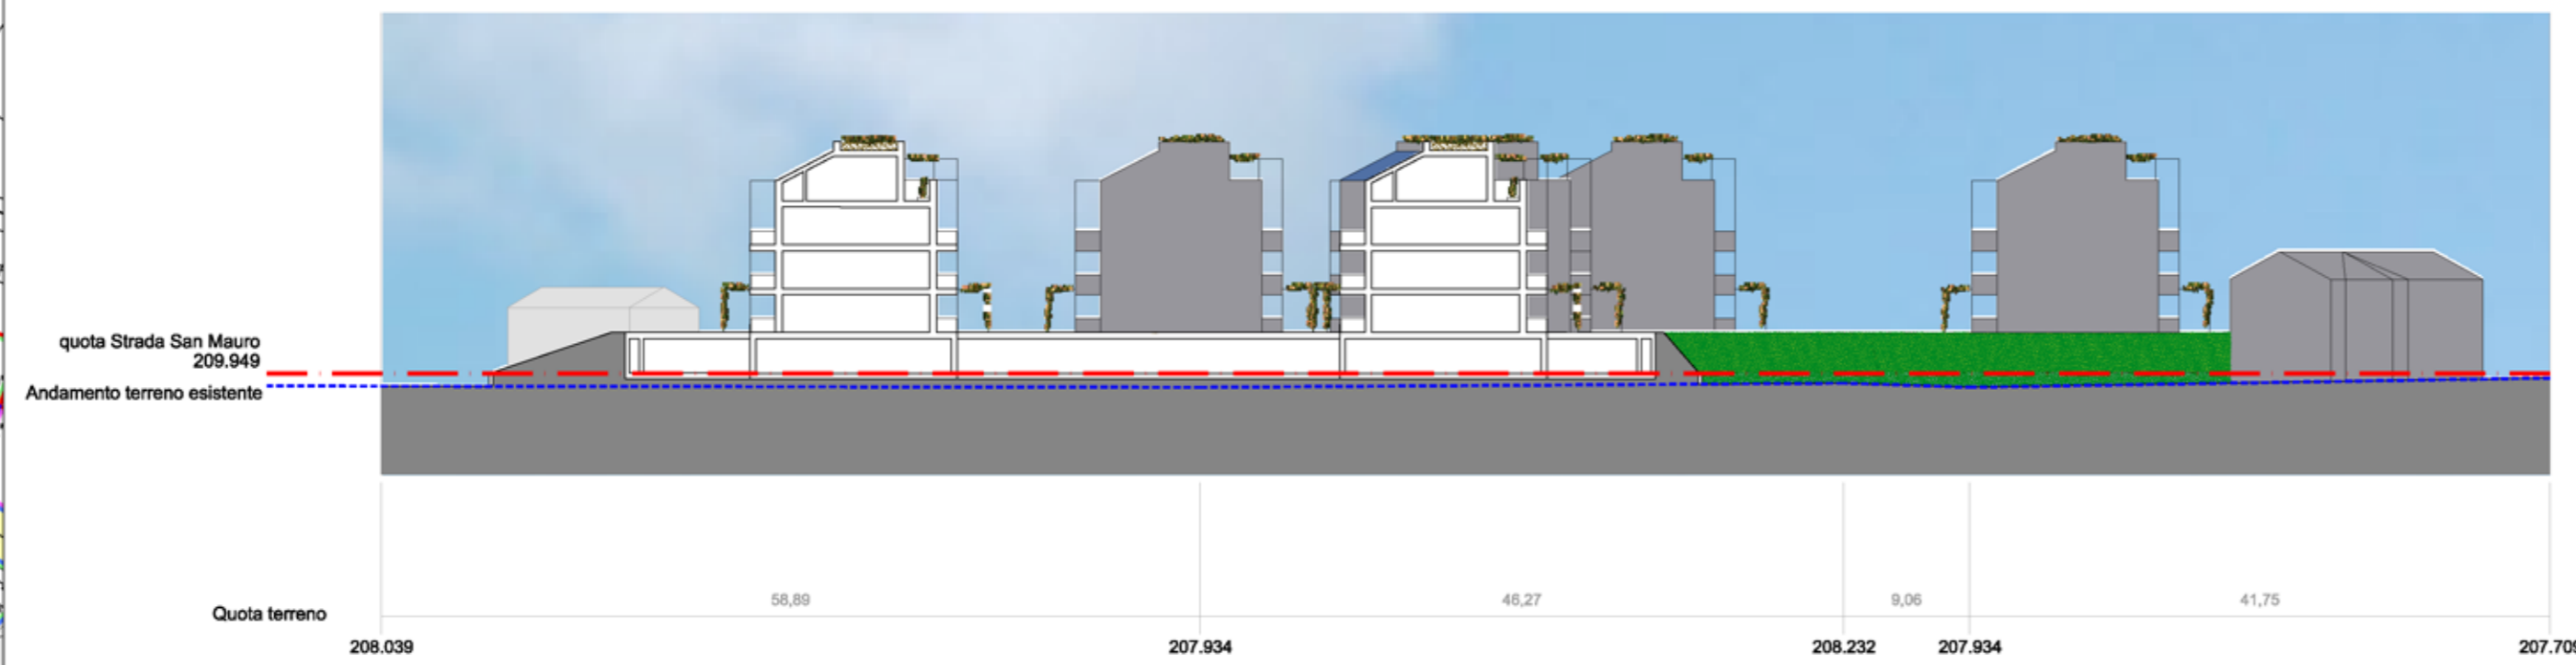 quota Strada San Mauro
209.949
Andamento terreno esistente
58,89 46,27 9,06 41,75
Quota terreno
208.039 207.934 208.232 207.934